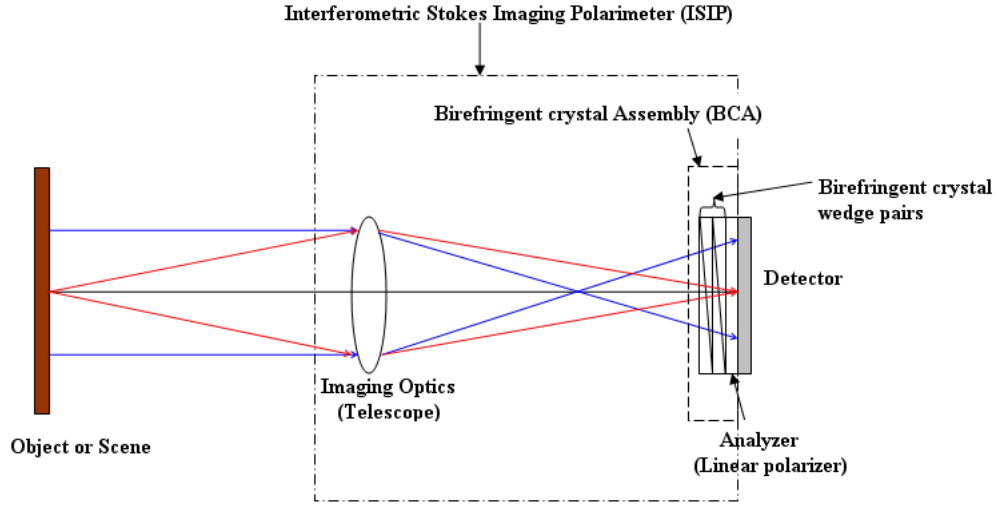 Interferometric Stokes Imaging Polarimeter (ISIP)
Birefringent crystal Assembly (BCA)
Birefringent crystal
wedge pairs
Detector
Imaging Optics
(Telescope)
Object or Scene
Analyzer
(Linear polarizer)